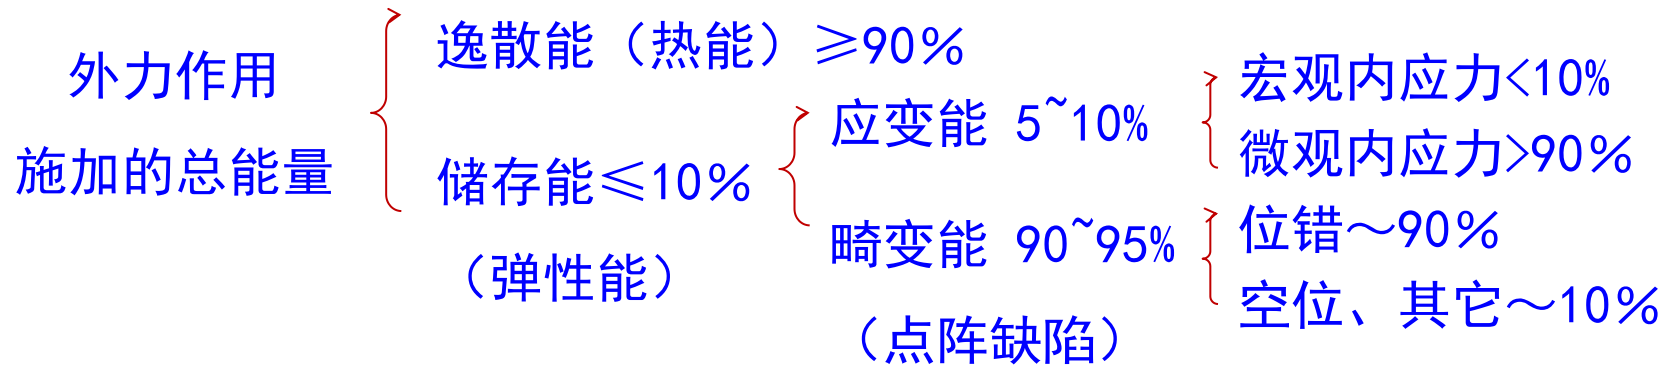 外力作用
施加的总能量
逸散能（热能）≥90％
储存能≤10％
（弹性能）
应变能 5~10%
畸变能 90~95%
（点阵缺陷）
宏观内应力<10%
微观内应力>90％
位错～90％
空位、其它～10％